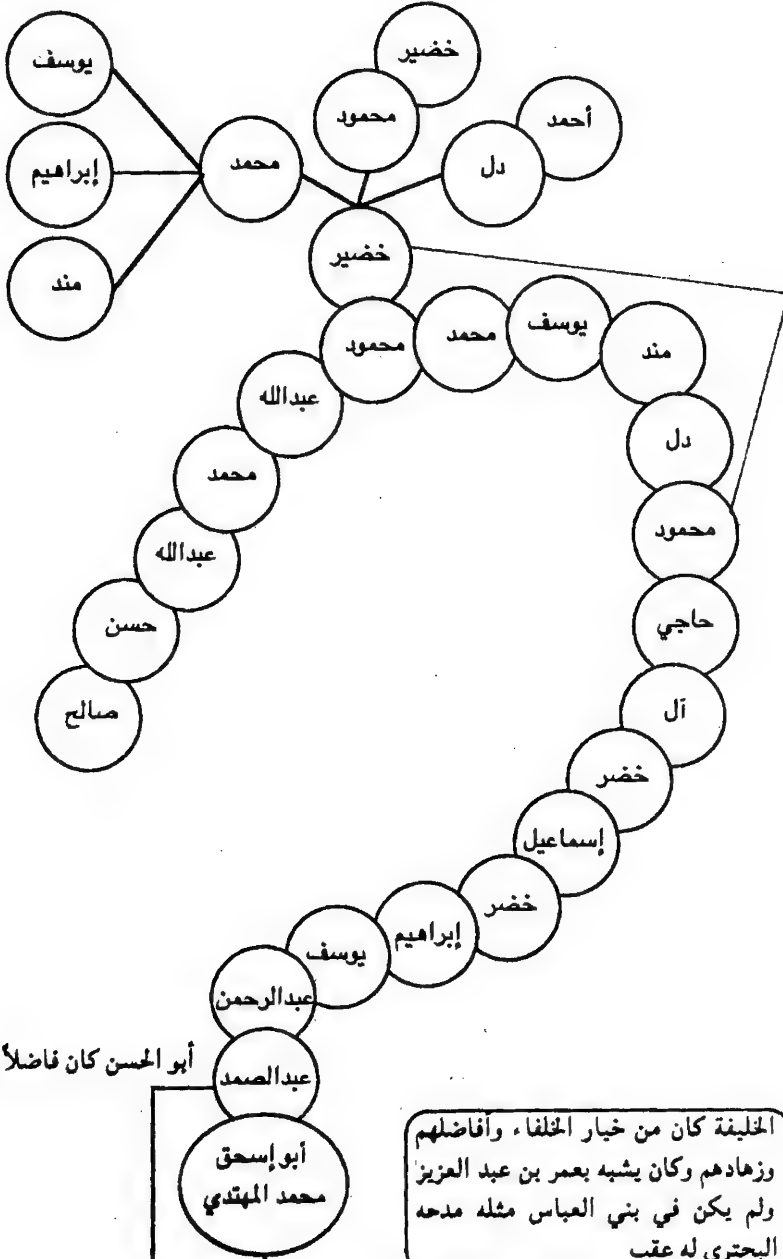 خضير
يوسف
محمود
أحمد
محمد
دل
إبراهيم
خضير
مند
يوسف
محمد
محمود
مند
عبدالله
دل
محمد
محمود
عبدالله
حاجي
حسن
آل
صالح
خضر
إسماعيل
خضر
إبراهيم
يوسف
عبدالرحمن
أبو الحسن كان فاضلاً
عبدالصمد
أبو إسحق
محمد المهتدي
الخليفة كان من خيار الخلفاء وأفاضلهم
وزهادهم وكان يشبه بعمر بن عبد العزيز
ولم يكن في بني العباس مثله مدحه
البحتري له عقب